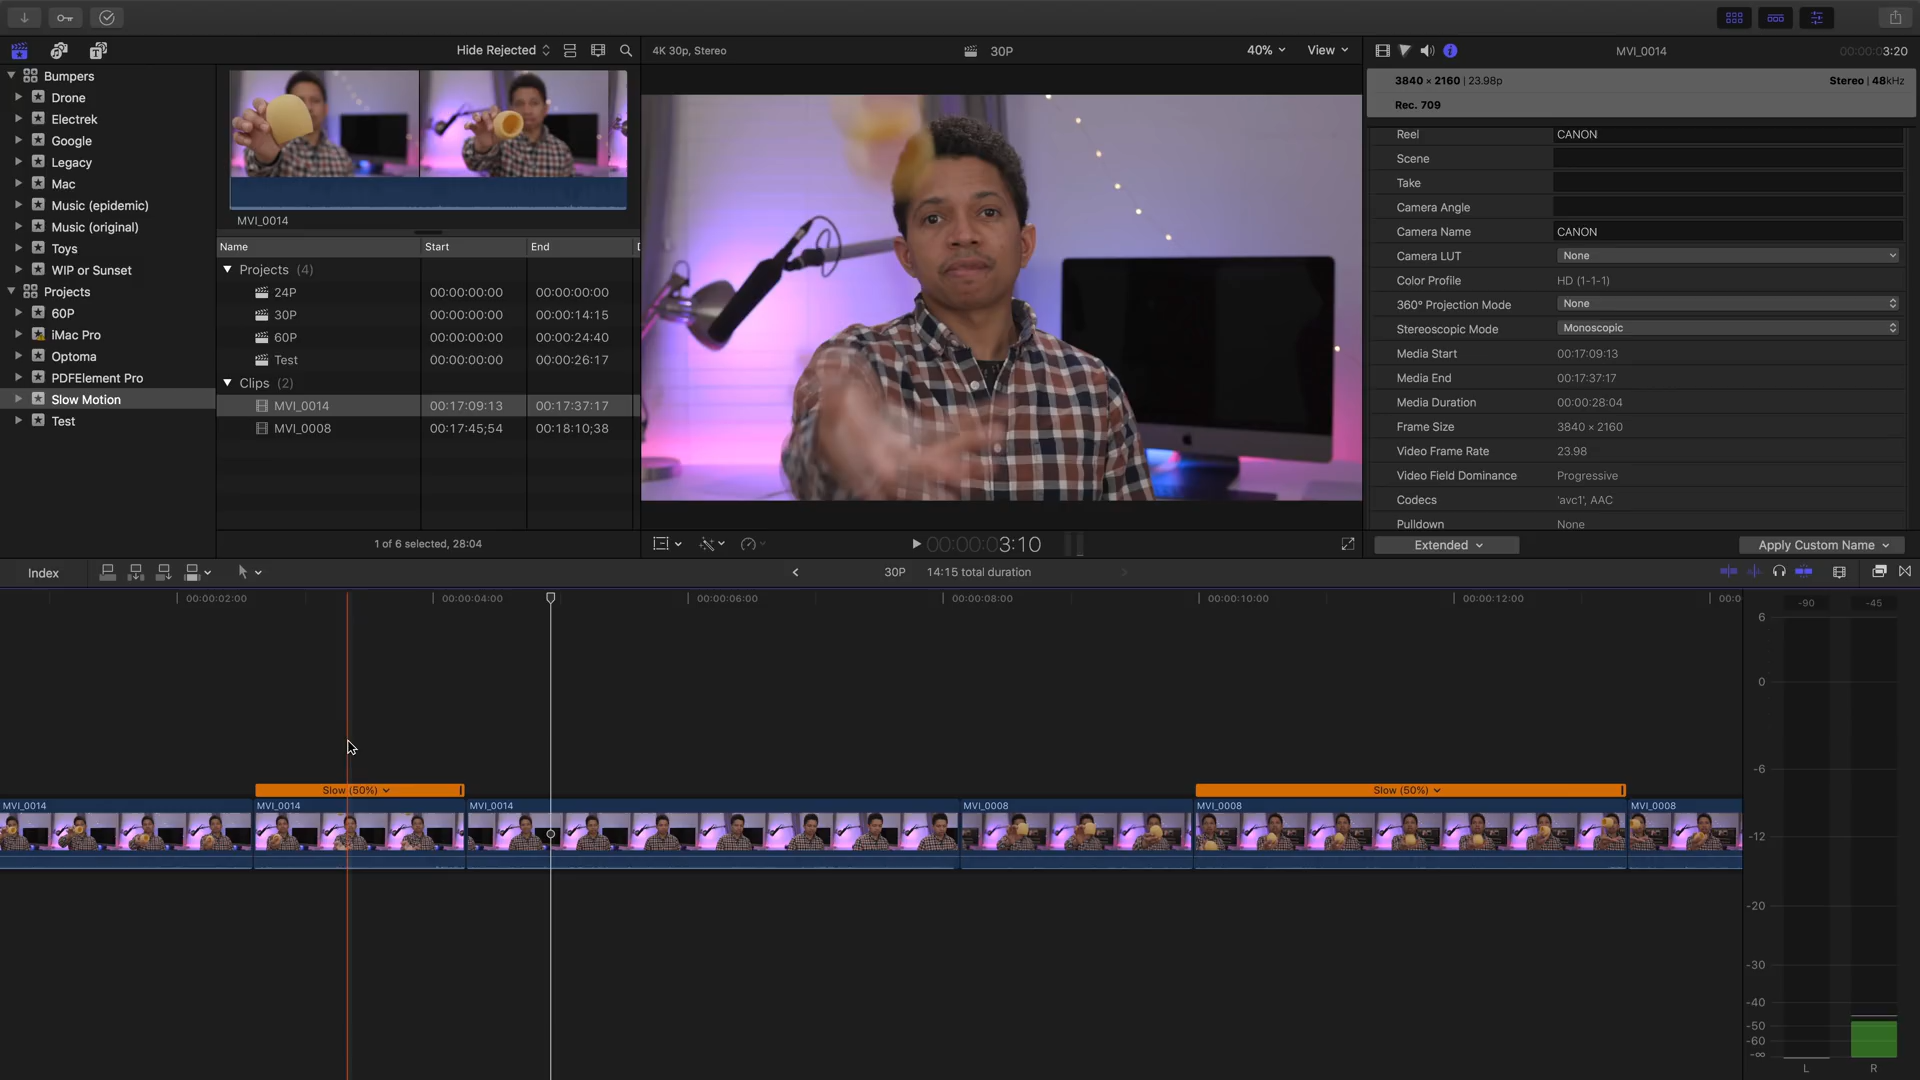 Hide Rejected
4K 30p, Stereo
30P
40%
View
MVI_0014
00:00:03:20
Bumpers
Drone
Electrek
Google
Legacy
Mac
Music (epidemic)
Music (original)
Toys
WIP or Sunset
Projects
60P
iMac Pro
Optoma
PDFElement Pro
Slow Motion
Test
MVI_0014
Name Start End
Projects (4)
24P 00:00:00:00 00:00:00:00
30P 00:00:00:00 00:00:14:15
60P 00:00:00:00 00:00:24:40
Test 00:00:00:00 00:00:26:17
Clips (2)
MVI_0014 00:17:09:13 00:17:37:17
MVI_0008 00:17:45;54 00:18:10;38
1 of 6 selected, 28:04
00:00:03:10
3840 × 2160 | 23.98p Stereo | 48kHz
Rec. 709
Reel CANON
Scene
Take
Camera Angle
Camera Name CANON
Camera LUT None
Color Profile HD (1-1-1)
360° Projection Mode None
Stereoscopic Mode Monoscopic
Media Start 00:17:09:13
Media End 00:17:37:17
Media Duration 00:00:28:04
Frame Size 3840 × 2160
Video Frame Rate 23.98
Video Field Dominance Progressive
Codecs 'avc1', AAC
Pulldown None
Extended Apply Custom Name
Index
30P 14:15 total duration
00:00:02:00 00:00:04:00 00:00:06:00 00:00:08:00 00:00:10:00 00:00:12:00 00:0
Slow (50%) Slow (50%)
MVI_0014 MVI_0014 MVI_0014 MVI_0008 MVI_0008 MVI_0008
-90 -45
6
0
-6
-12
-20
-30
-40
-50
-60
-∞
L R